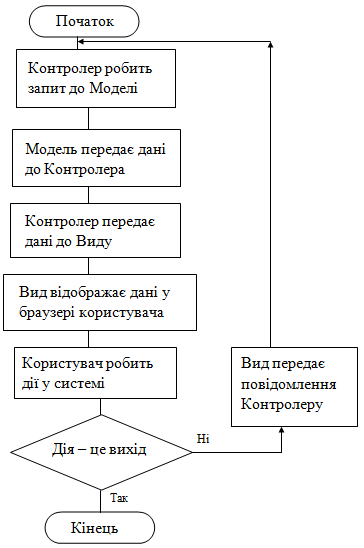 Початок
Контролер робить
запит до Моделі
Модель передає дані
до Контролера
Контролер передає
дані до Виду
Вид відображає дані у
браузері користувача
Користувач робить
дії у системі
Вид передає
повідомлення
Контролеру
Дія – це вихід
Ні
Так
Кінець